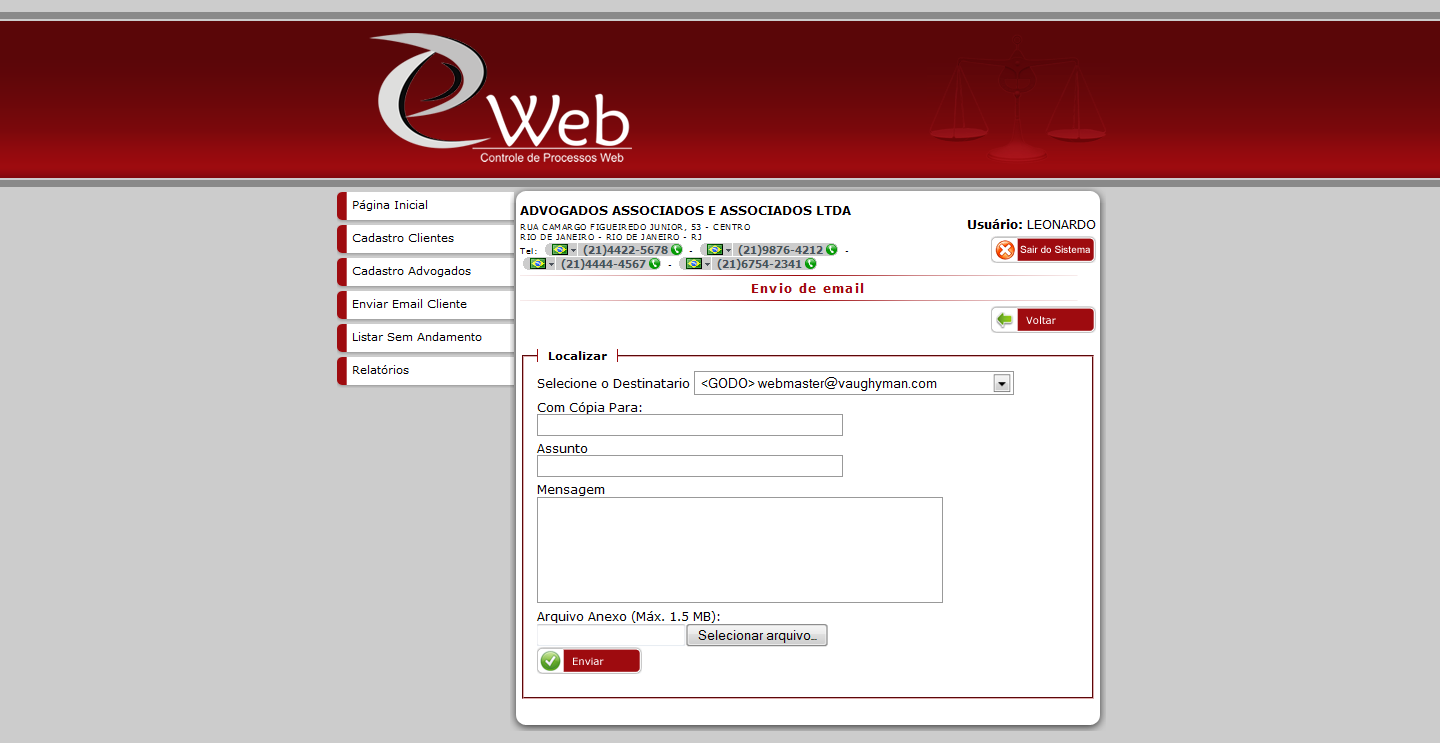 Web
Controle de Processos Web
Página Inicial
Cadastro Clientes
Cadastro Advogados
Enviar Email Cliente
Listar Sem Andamento
Relatórios
ADVOGADOS ASSOCIADOS E ASSOCIADOS LTDA
RUA CAMARGO FIGUEIREDO JUNIOR, 53 - CENTRO
RIO DE JANEIRO - RIO DE JANEIRO - RJ
Tel: (21)4422-5678 - (21)9876-4212 -
(21)4444-4567 - (21)6754-2341
Usuário: LEONARDO
Sair do Sistema
Envio de email
Voltar
Localizar
Selecione o Destinatario <GODO> webmaster@vaughyman.com
Com Cópia Para:
Assunto
Mensagem
Arquivo Anexo (Máx. 1.5 MB):
Selecionar arquivo...
Enviar